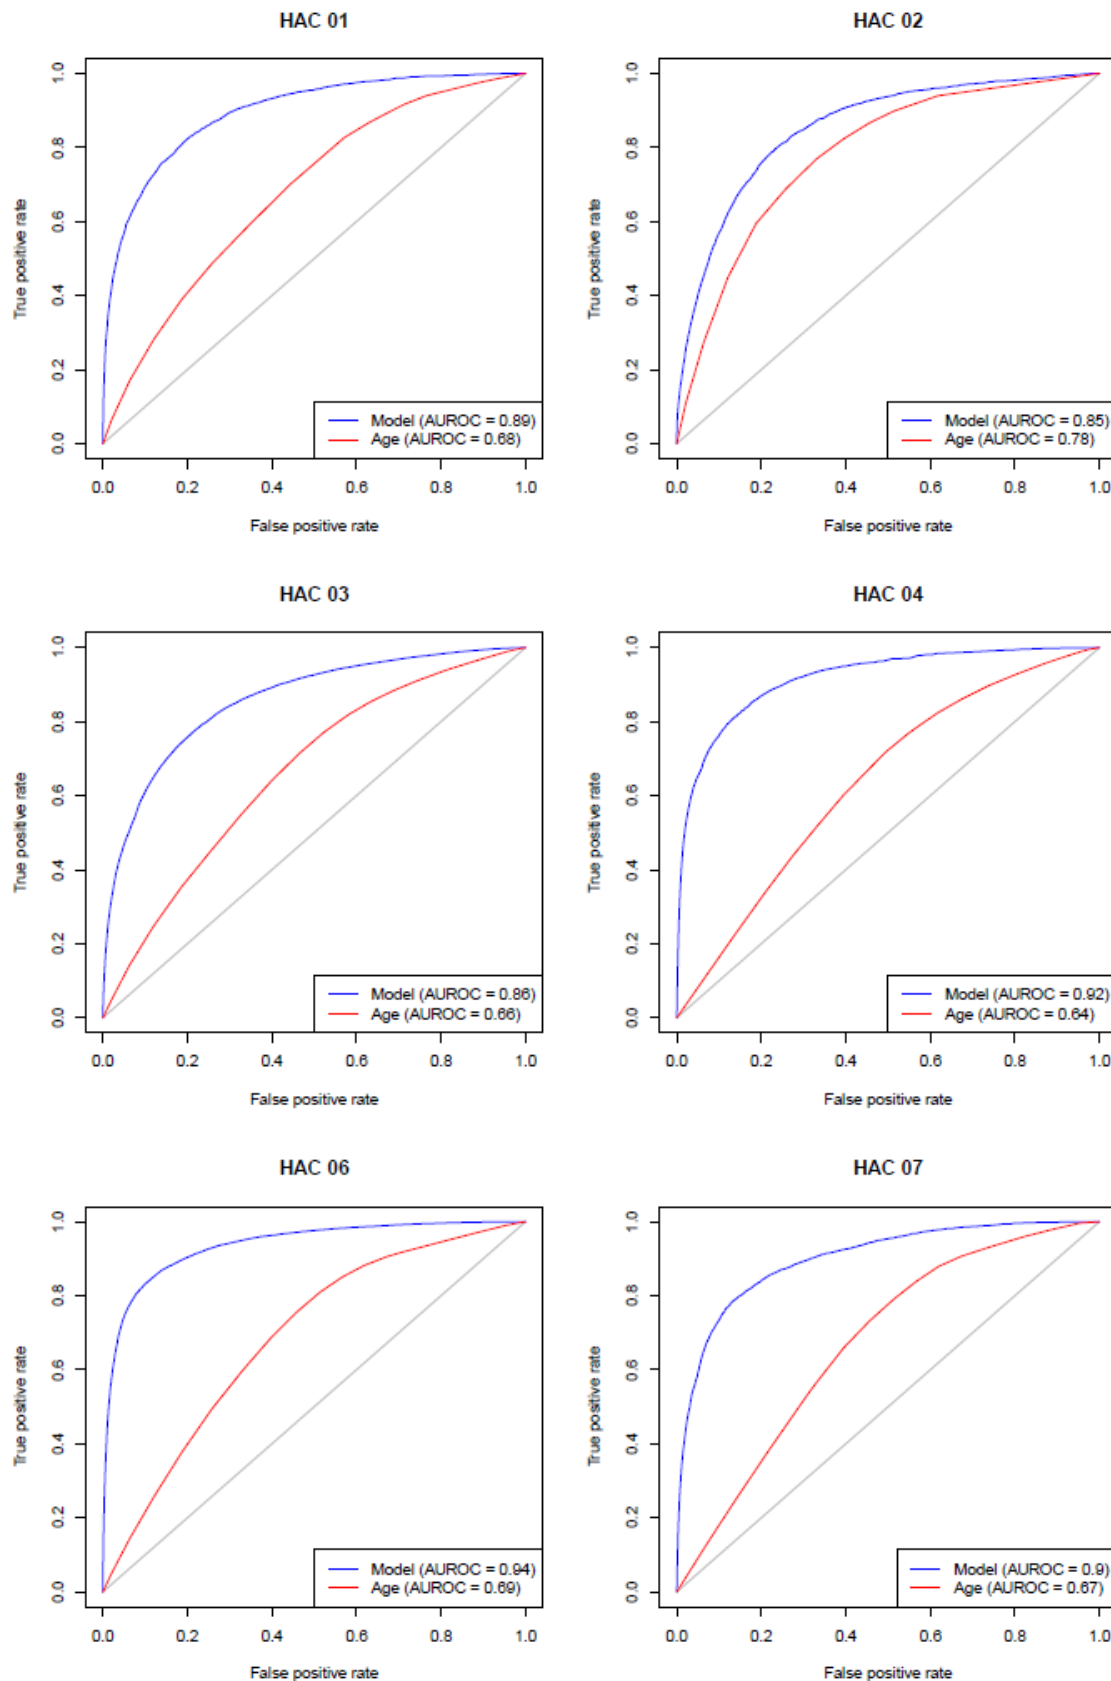 HAC 01
True positive rate
1.0
0.8
0.6
0.4
0.2
0.0
Model (AUROC = 0.89)
Age (AUROC = 0.68)
0.0 0.2 0.4 0.6 0.8 1.0
False positive rate
HAC 02
True positive rate
1.0
0.8
0.6
0.4
0.2
0.0
Model (AUROC = 0.85)
Age (AUROC = 0.78)
0.0 0.2 0.4 0.6 0.8 1.0
False positive rate
HAC 03
True positive rate
1.0
0.8
0.6
0.4
0.2
0.0
Model (AUROC = 0.86)
Age (AUROC = 0.66)
0.0 0.2 0.4 0.6 0.8 1.0
False positive rate
HAC 04
True positive rate
1.0
0.8
0.6
0.4
0.2
0.0
Model (AUROC = 0.92)
Age (AUROC = 0.64)
0.0 0.2 0.4 0.6 0.8 1.0
False positive rate
HAC 06
True positive rate
1.0
0.8
0.6
0.4
0.2
0.0
Model (AUROC = 0.94)
Age (AUROC = 0.69)
0.0 0.2 0.4 0.6 0.8 1.0
False positive rate
HAC 07
True positive rate
1.0
0.8
0.6
0.4
0.2
0.0
Model (AUROC = 0.9)
Age (AUROC = 0.67)
0.0 0.2 0.4 0.6 0.8 1.0
False positive rate